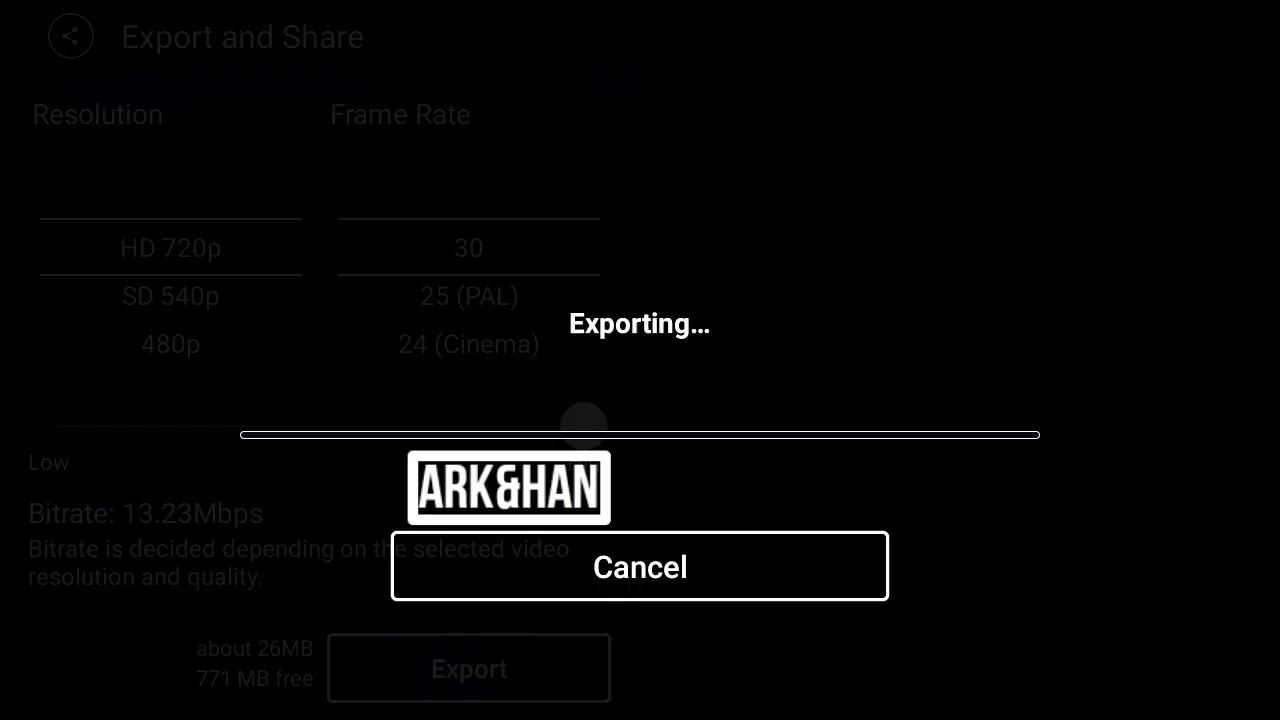 Export and Share
Resolution
Frame Rate
HD 720p
30
SD 540p
25 (PAL)
480p
24 (Cinema)
Exporting...
Low
ARK&HAN
Bitrate: 13.23Mbps
Bitrate is decided depending on the selected video
resolution and quality.
Cancel
about 26MB
771 MB free
Export